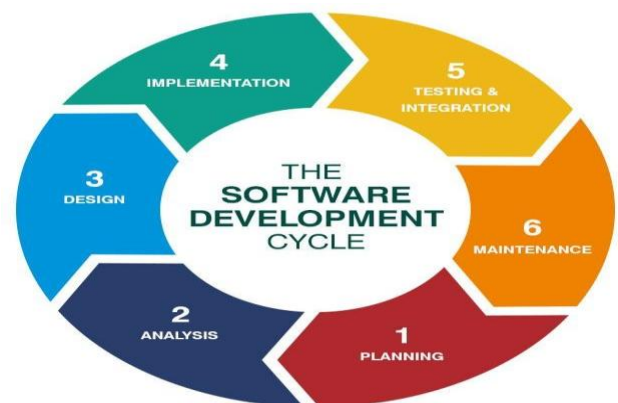 THE
SOFTWARE
DEVELOPMENT
CYCLE
1
PLANNING
2
ANALYSIS
3
DESIGN
4
IMPLEMENTATION
5
TESTING &
INTEGRATION
6
MAINTENANCE